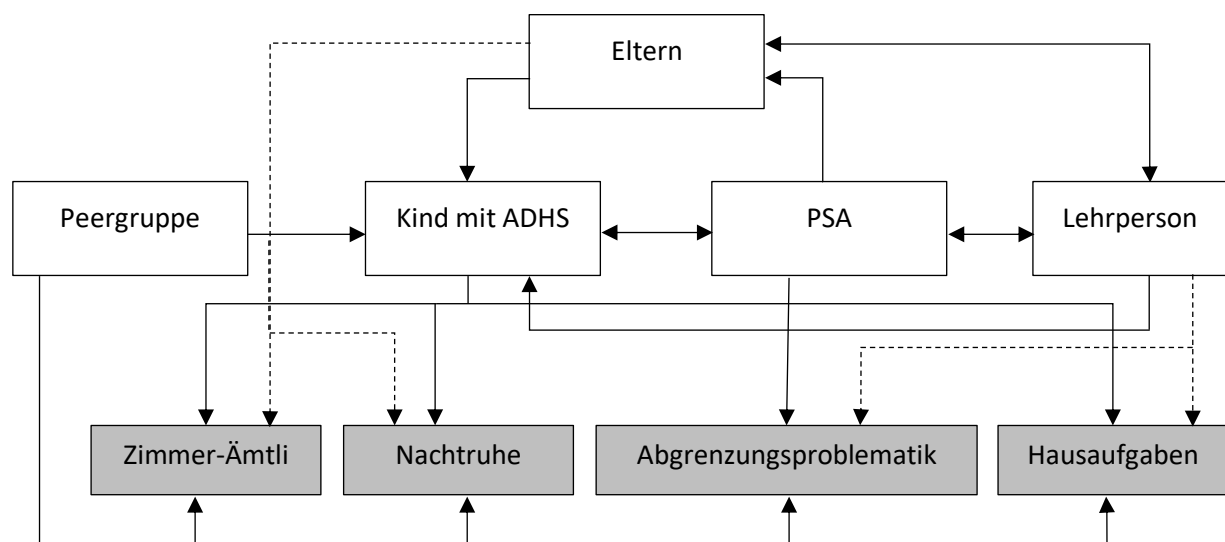 Eltern
Peergruppe
Kind mit ADHS
PSA
Lehrperson
Zimmer-Ämtli
Nachtruhe
Abgrenzungsproblematik
Hausaufgaben